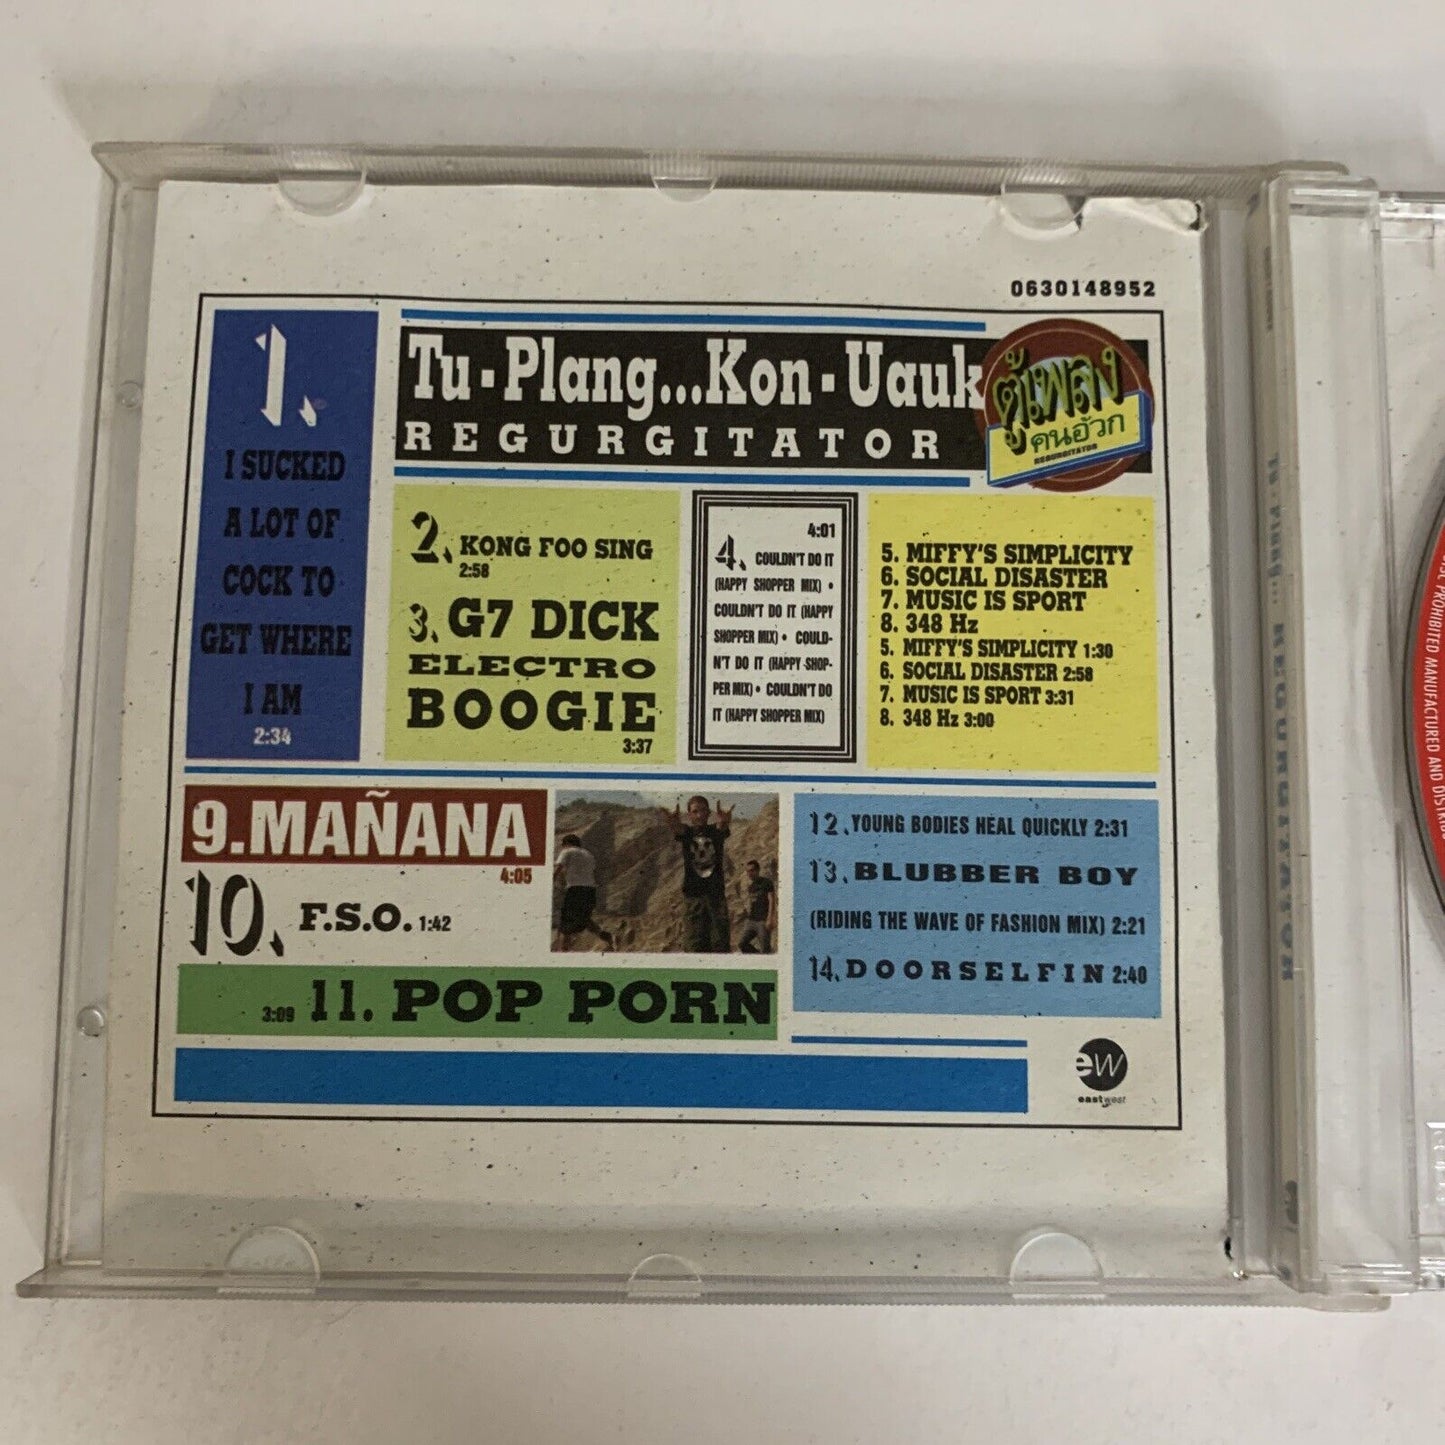 0630148952
Tu-Plang...Kon-Uauk
REGURGITATOR
ตู้เพลง
คนอ้วก
REGURGITATOR
1.
I SUCKED
A LOT OF
COCK TO
GET WHERE
I AM
2:34
2. KONG FOO SING
2:58
3. G7 DICK
ELECTRO
BOOGIE
3:37
4:01
4. COULDN'T DO IT
(HAPPY SHOPPER MIX) •
COULDN'T DO IT (HAPPY
SHOPPER MIX) • COULD-
N'T DO IT (HAPPY SHOP-
PER MIX) • COULDN'T DO
IT (HAPPY SHOPPER MIX)
5. MIFFY'S SIMPLICITY
6. SOCIAL DISASTER
7. MUSIC IS SPORT
8. 348 Hz
5. MIFFY'S SIMPLICITY 1:30
6. SOCIAL DISASTER 2:58
7. MUSIC IS SPORT 3:31
8. 348 Hz 3:00
9. MAÑANA
4:05
10. F.S.O. 1:42
3:09 11. POP PORN
12. YOUNG BODIES HEAL QUICKLY 2:31
13. BLUBBER BOY
(RIDING THE WAVE OF FASHION MIX) 2:21
14. DOORSELFIN 2:40
ew
eastwest
Tu-Plang... REGURGITATOR
PROHIBITED MANUFACTURED AND